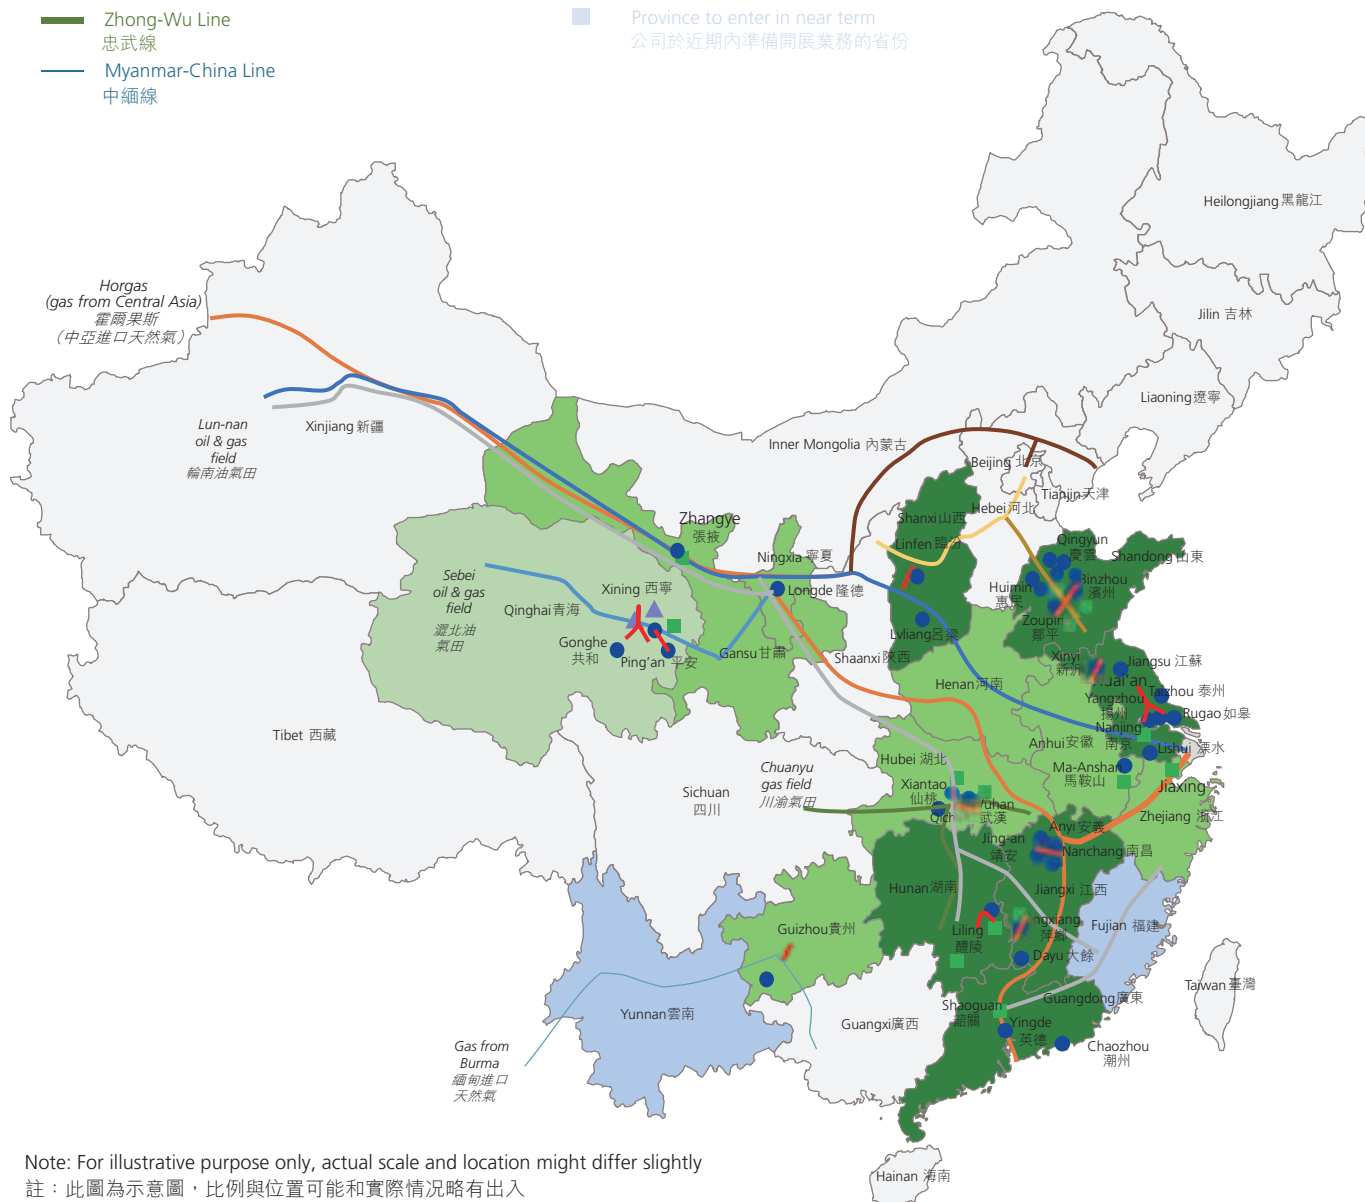 Zhong-Wu Line
忠武線
Myanmar-China Line
中緬線
Province to enter in near term
公司於近期內準備開展業務的省份
Heilongjiang 黑龍江
Jilin 吉林
Liaoning 遼寧
Horgas
(gas from Central Asia)
霍爾果斯
（中亞進口天然氣）
Lun-nan
oil & gas
field
輪南油氣田
Xinjiang 新疆
Inner Mongolia 內蒙古
Beijing 北京
Tianjin 天津
Hebei 河北
Shanxi 山西
Linfen 臨汾
Zhangye
張掖
Ningxia 寧夏
Longde 隆德
Qingyun
慶雲
Shandong 山東
Binzhou
濱州
Huimin
惠民
Zouping
鄒平
Lvliang 呂梁
Sebei
oil & gas
field
澀北油
氣田
Xining 西寧
Qinghai 青海
Gonghe
共和
Ping'an 平安
Gansu 甘肅
Shaanxi 陝西
Henan 河南
Xinyi
新沂
Jiangsu 江蘇
Huai'an
Taizhou 泰州
Yangzhou
揚州
Rugao 如皋
Nanjing
南京
Lishui 溧水
Anhui 安徽
Ma-Anshan
馬鞍山
Jiaxing
Zhejiang 浙江
Tibet 西藏
Sichuan
四川
Chuanyu
gas field
川渝氣田
Hubei 湖北
Xiantao
仙桃
Wuhan
武漢
Anyi 安義
Jing-an
靖安
Nanchang 南昌
Hunan 湖南
Jiangxi 江西
Liling
醴陵
萍鄉
Fujian 福建
Dayu 大餘
Guizhou 貴州
Yunnan 雲南
Guangxi 廣西
Guangdong 廣東
Shaoguan
韶關
Yingde
英德
Chaozhou
潮州
Taiwan 臺灣
Gas from
Burma
緬甸進口
天然氣
Hainan 海南
Note: For illustrative purpose only, actual scale and location might differ slightly
註：此圖為示意圖，比例與位置可能和實際情況略有出入